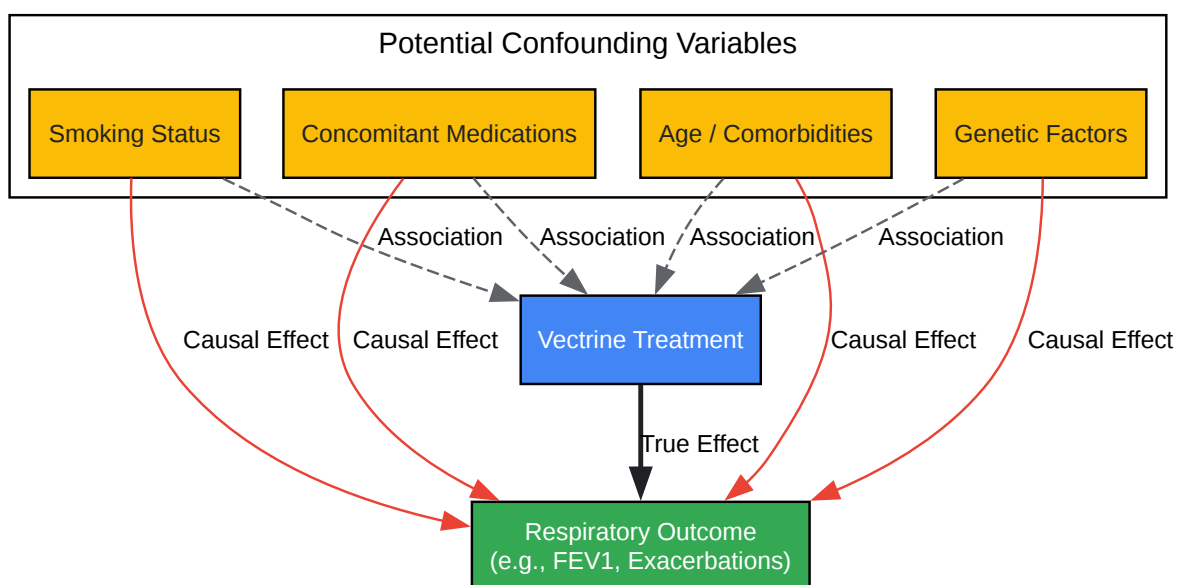 Potential Confounding Variables
Smoking Status
Concomitant Medications
Age / Comorbidities
Genetic Factors
Association
Association
Association
Association
Causal Effect
Causal Effect
Vectrine Treatment
Causal Effect
Causal Effect
True Effect
Respiratory Outcome
(e.g., FEV1, Exacerbations)